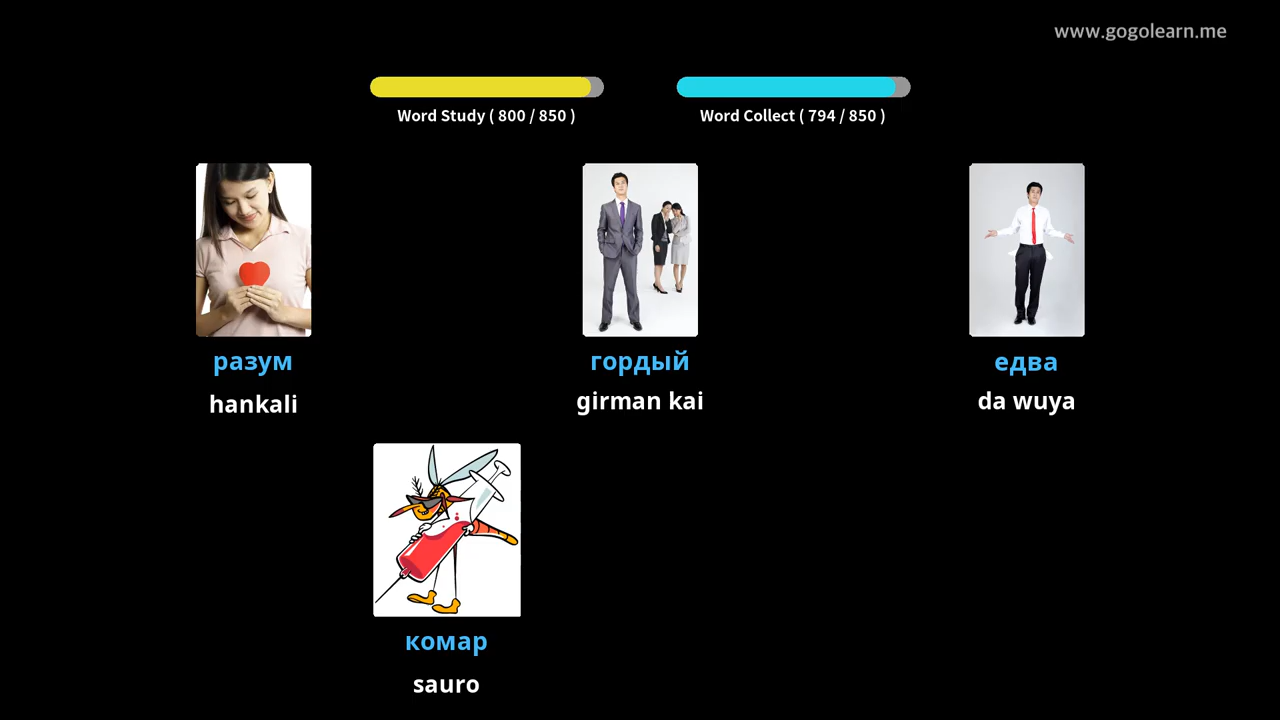 www.gogolearn.me
Word Study ( 800 / 850 )
Word Collect ( 794 / 850 )
разум
hankali
гордый
girman kai
едва
da wuya
комар
sauro